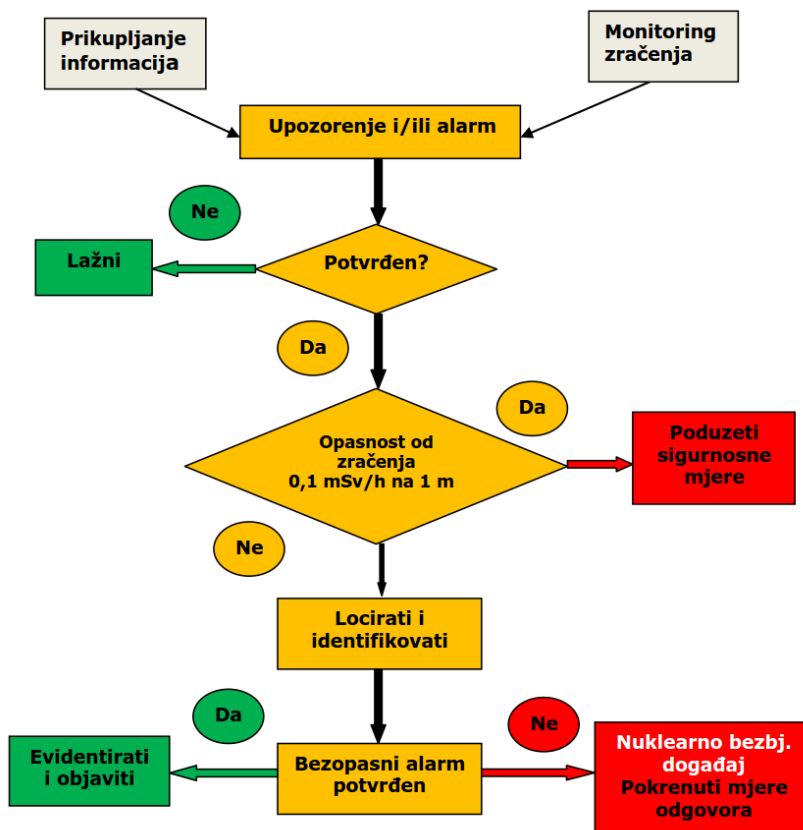 Prikupljanje
informacija
Monitoring
zračenja
Upozorenje i/ili alarm
Ne
Lažni
Potvrđen?
Da
Da
Opasnost od
zračenja
0,1 mSv/h na 1 m
Poduzeti
sigurnosne
mjere
Ne
Locirati i
identifikovati
Da
Ne
Evidentirati
i objaviti
Bezopasni alarm
potvrđen
Nuklearno bezbj.
događaj
Pokrenuti mjere
odgovora